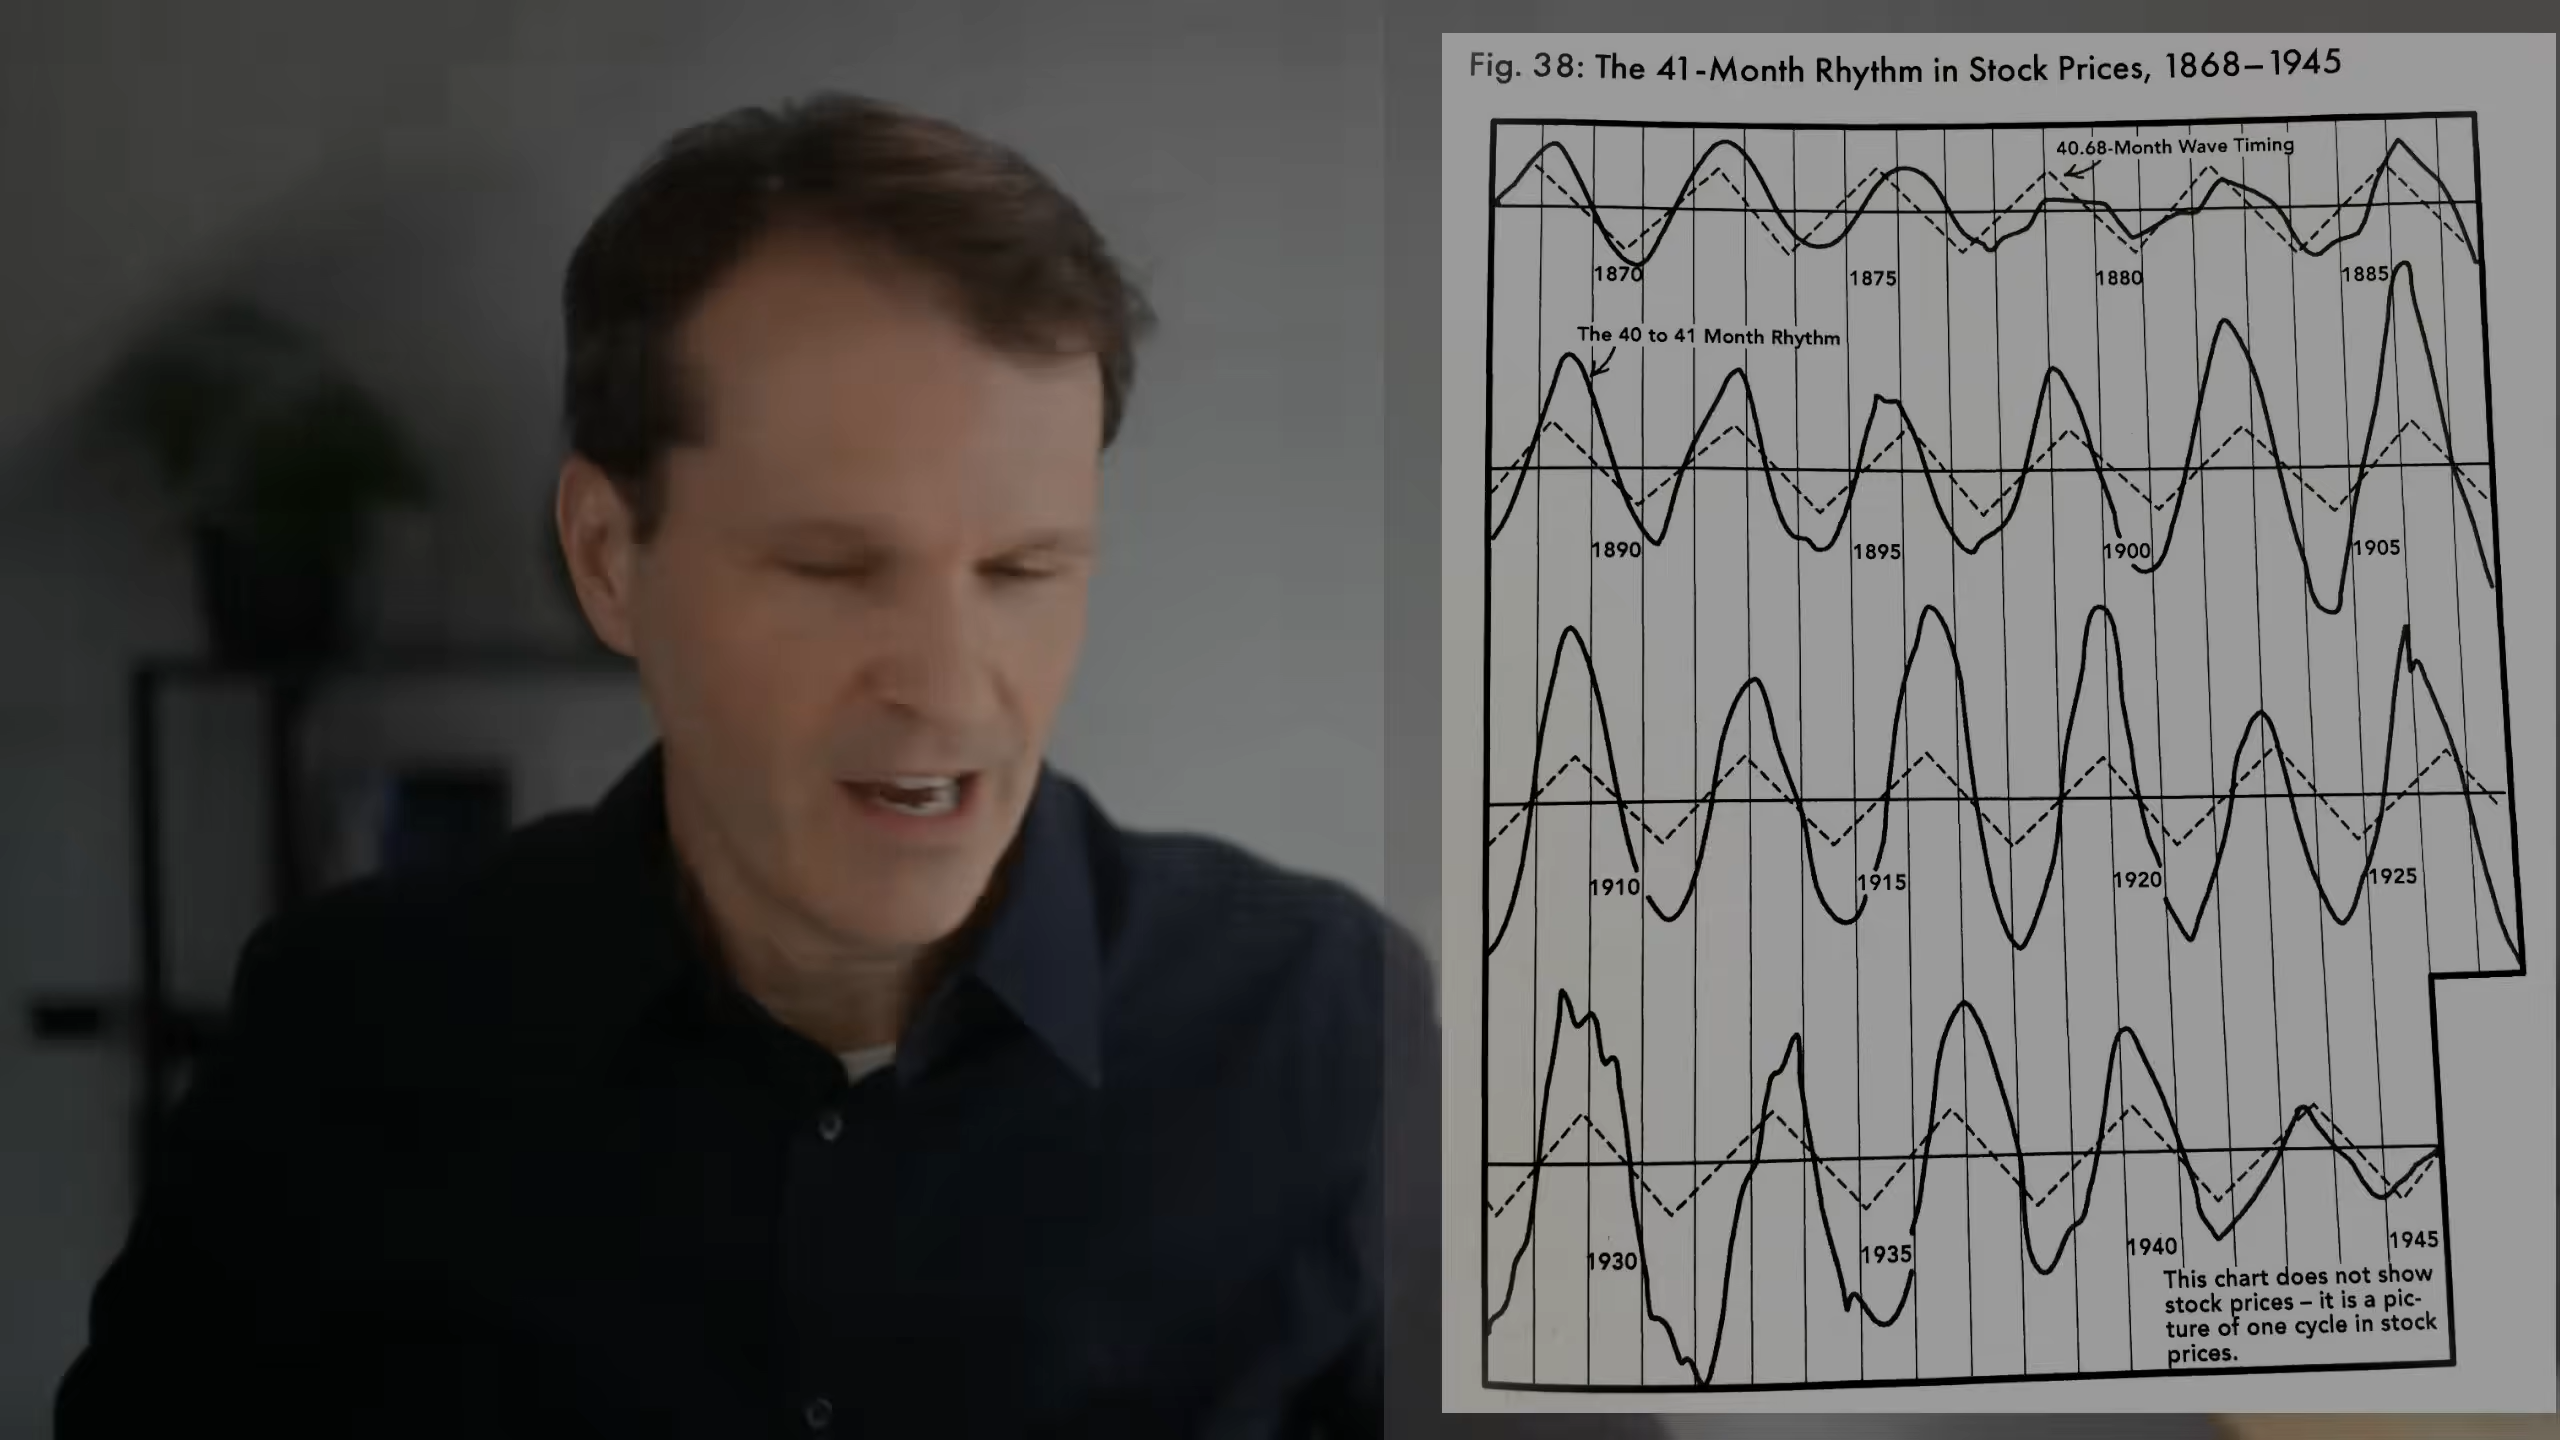 Fig. 38: The 41-Month Rhythm in Stock Prices, 1868–1945
40.68-Month Wave Timing
1870
1875
1880
1885
The 40 to 41 Month Rhythm
1890
1895
1900
1905
1910
1915
1920
1925
1930
1935
1940
1945
This chart does not show
stock prices – it is a pic-
ture of one cycle in stock
prices.